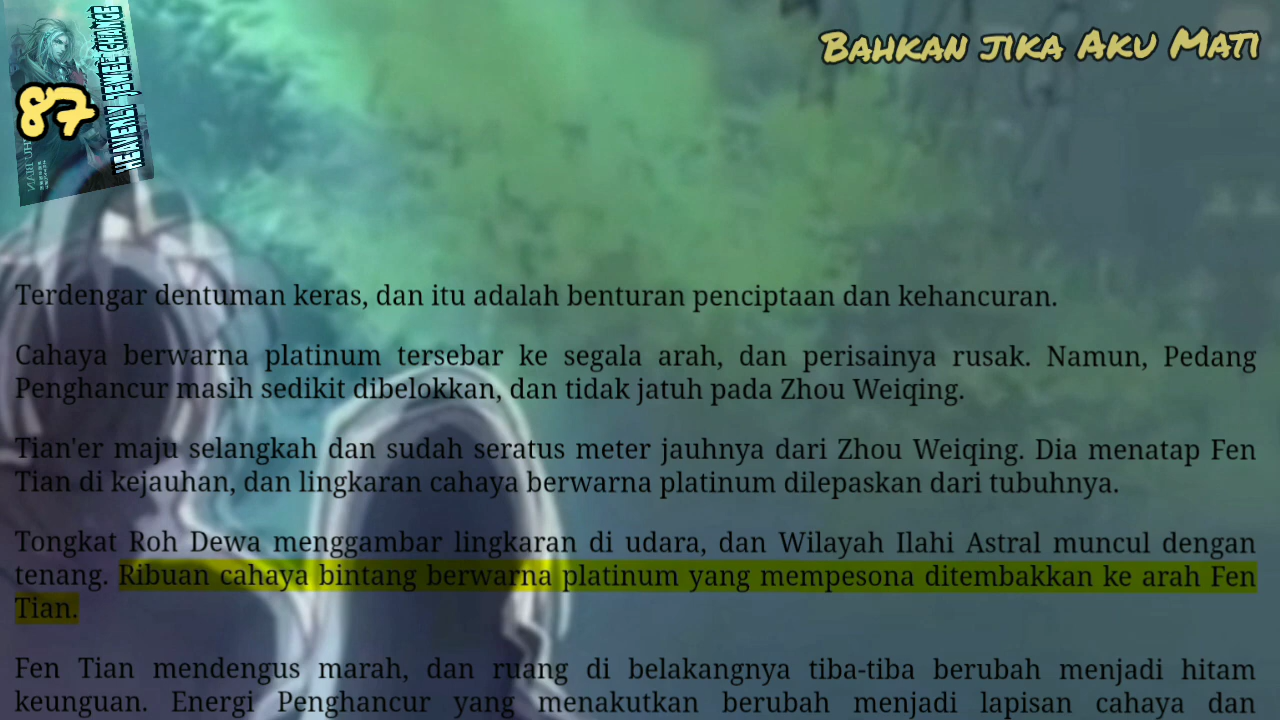 Bahkan jika Aku Mati
87
HEAVENLY JEWEL CHANGE
Terdengar dentuman keras, dan itu adalah benturan penciptaan dan kehancuran.
Cahaya berwarna platinum tersebar ke segala arah, dan perisainya rusak. Namun, Pedang
Penghancur masih sedikit dibelokkan, dan tidak jatuh pada Zhou Weiqing.
Tian'er maju selangkah dan sudah seratus meter jauhnya dari Zhou Weiqing. Dia menatap Fen
Tian di kejauhan, dan lingkaran cahaya berwarna platinum dilepaskan dari tubuhnya.
Tongkat Roh Dewa menggambar lingkaran di udara, dan Wilayah Ilahi Astral muncul dengan
tenang. Ribuan cahaya bintang berwarna platinum yang mempesona ditembakkan ke arah Fen
Tian.
Fen Tian mendengus marah, dan ruang di belakangnya tiba-tiba berubah menjadi hitam
keunguan. Energi Penghancur yang menakutkan berubah menjadi lapisan cahaya dan